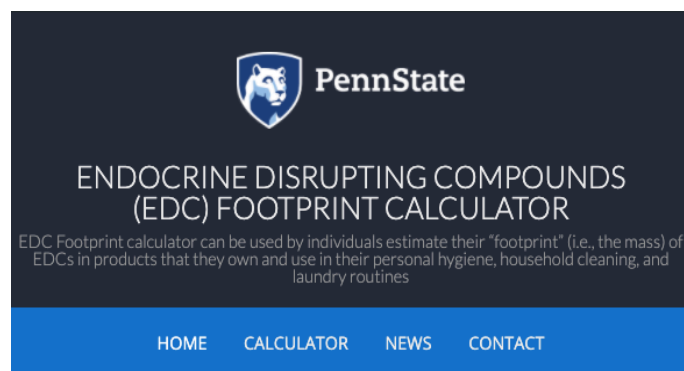 PennState
ENDOCRINE DISRUPTING COMPOUNDS
(EDC) FOOTPRINT CALCULATOR
EDC Footprint calculator can be used by individuals estimate their “footprint” (i.e., the mass) of
EDCs in products that they own and use in their personal hygiene, household cleaning, and
laundry routines
HOME CALCULATOR NEWS CONTACT